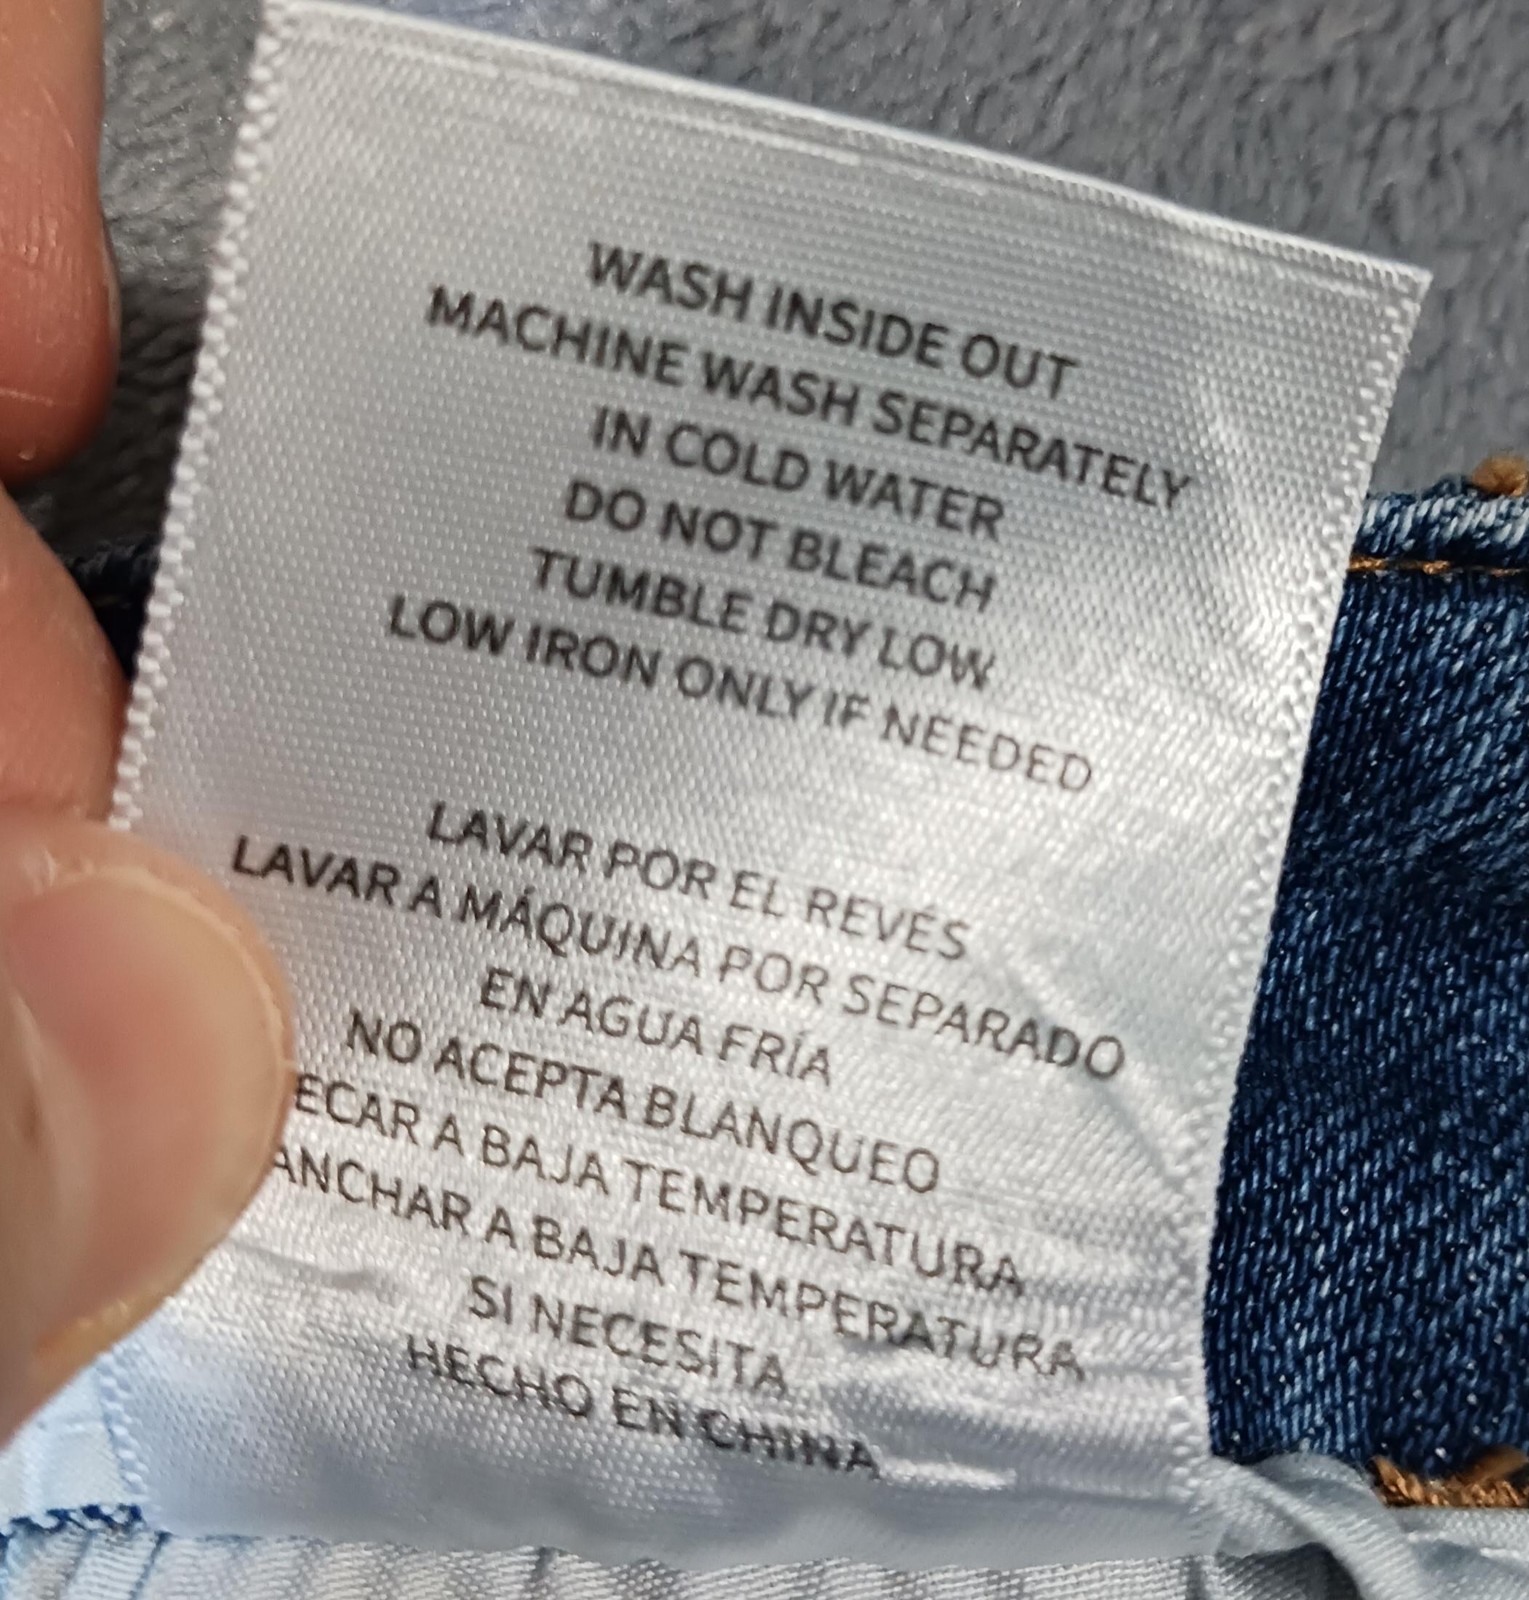 WASH INSIDE OUT
MACHINE WASH SEPARATELY
IN COLD WATER
DO NOT BLEACH
TUMBLE DRY LOW
LOW IRON ONLY IF NEEDED
LAVAR POR EL REVÉS
LAVAR A MÁQUINA POR SEPARADO
EN AGUA FRÍA
NO ACEPTA BLANQUEO
ECAR A BAJA TEMPERATURA
ANCHAR A BAJA TEMPERATURA
SI NECESITA
HECHO EN CHINA